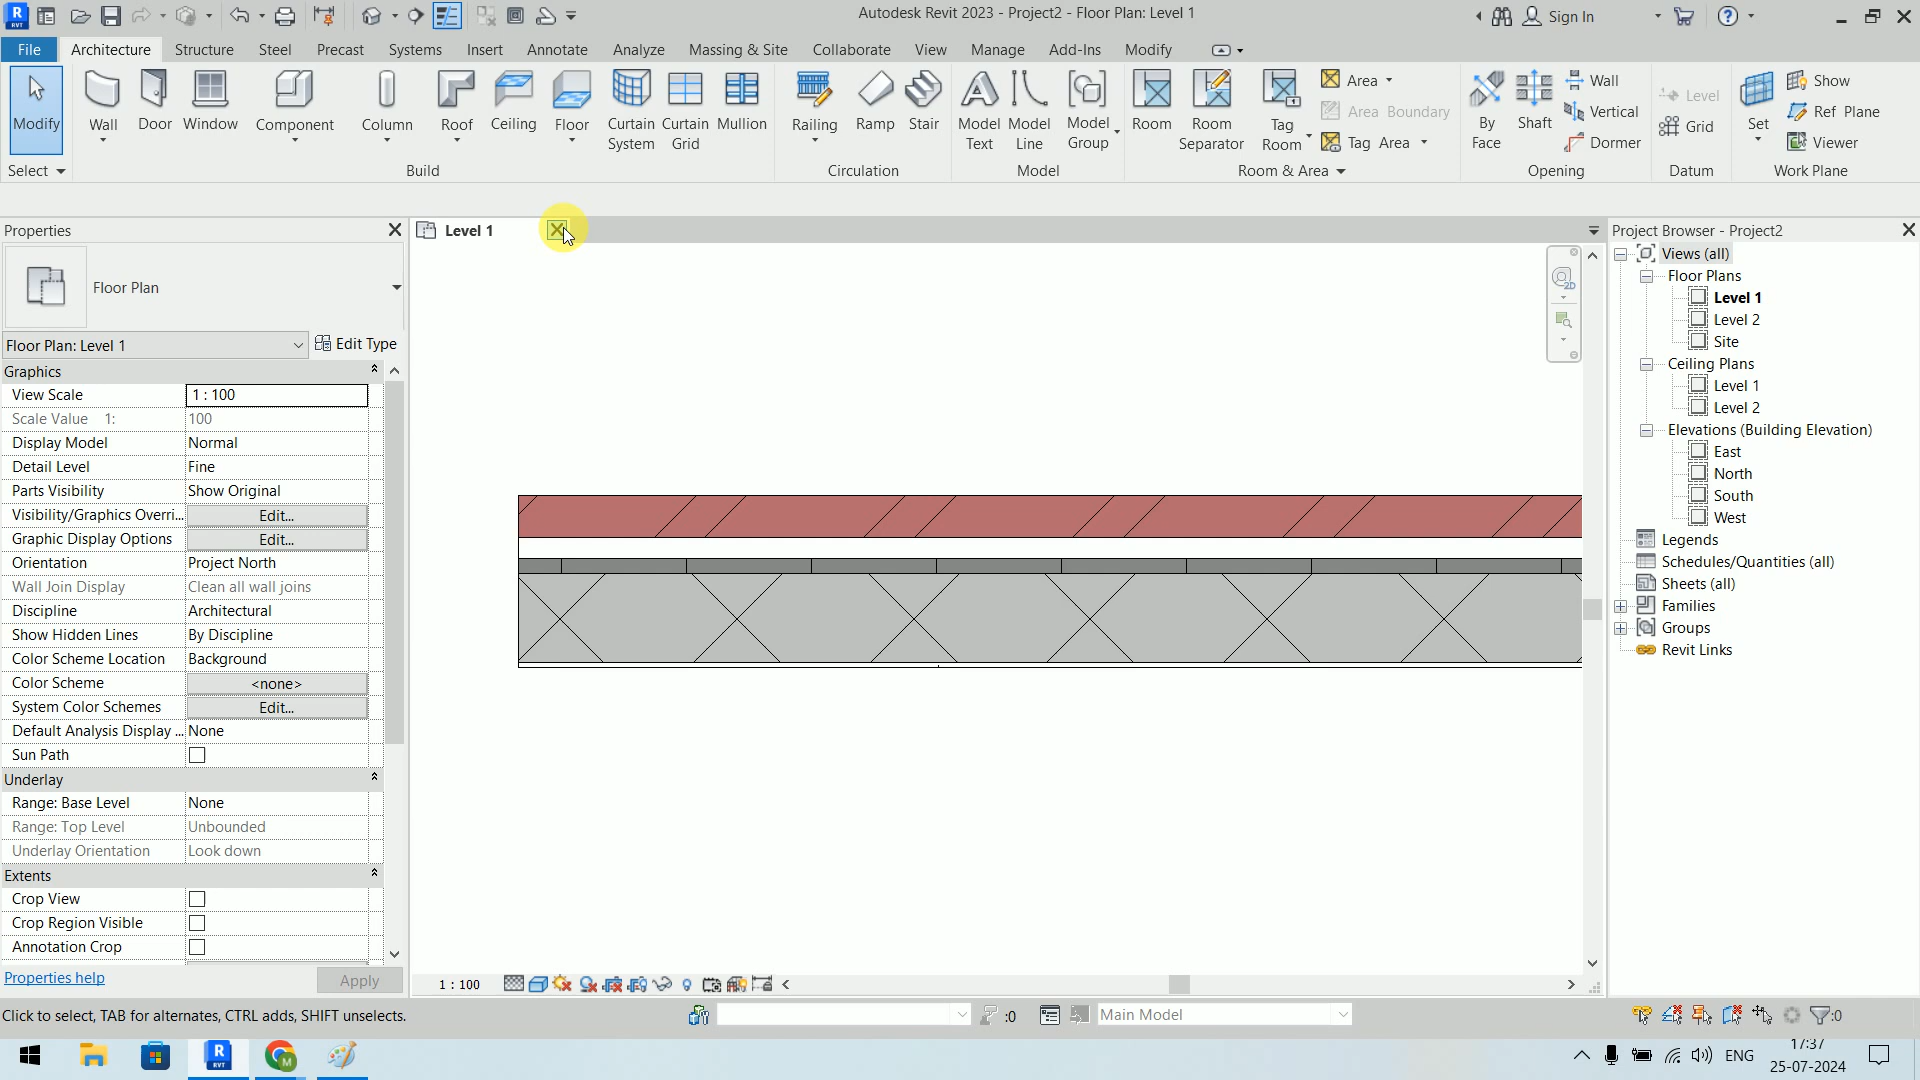 Autodesk Revit 2023 - Project2 - Floor Plan: Level 1
Sign In
File Architecture Structure Steel Precast Systems Insert Annotate Analyze Massing & Site Collaborate View Manage Add-Ins Modify
Modify
Wall
Door
Window
Component
Column
Roof
Ceiling
Floor
Curtain System
Curtain Grid
Mullion
Railing
Ramp
Stair
Model Text
Model Line
Model Group
Room
Room Separator
Tag Room
Area
Area Boundary
Tag Area
By Face
Shaft
Wall
Vertical
Dormer
Level
Grid
Set
Show
Ref Plane
Viewer
Select
Build
Circulation
Model
Room & Area
Opening
Datum
Work Plane
Properties
Floor Plan
Floor Plan: Level 1
Edit Type
Graphics
View Scale 1 : 100
Scale Value 1: 100
Display Model Normal
Detail Level Fine
Parts Visibility Show Original
Visibility/Graphics Overri... Edit...
Graphic Display Options Edit...
Orientation Project North
Wall Join Display Clean all wall joins
Discipline Architectural
Show Hidden Lines By Discipline
Color Scheme Location Background
Color Scheme <none>
System Color Schemes Edit...
Default Analysis Display ... None
Sun Path
Underlay
Range: Base Level None
Range: Top Level Unbounded
Underlay Orientation Look down
Extents
Crop View
Crop Region Visible
Annotation Crop
Properties help
Apply
Level 1
2D
1 : 100
Project Browser - Project2
Views (all)
Floor Plans
Level 1
Level 2
Site
Ceiling Plans
Level 1
Level 2
Elevations (Building Elevation)
East
North
South
West
Legends
Schedules/Quantities (all)
Sheets (all)
Families
Groups
Revit Links
Click to select, TAB for alternates, CTRL adds, SHIFT unselects.
:0
Main Model
:0
ENG
17:37
25-07-2024